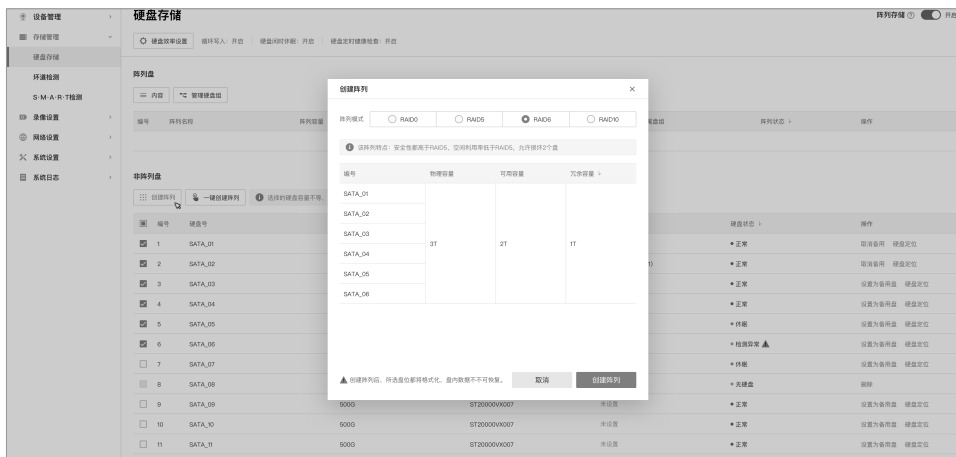 设备管理
存储管理
硬盘存储
环道检测
S-M-A-R-T检测
录像设置
网络设置
系统设置
系统日志
硬盘存储
阵列存储 开启
硬盘效率设置 循环写入：开启 硬盘闲时休眠：开启 硬盘定时健康检查：开启
阵列盘
内容 管理硬盘组
编号 阵列名称 阵列容量 属盘组 阵列状态 操作
非阵列盘
创建阵列 一键创建阵列 选择的硬盘容量不等，
编号 硬盘号 硬盘状态 操作
1 SATA_01 正常 取消备用 硬盘定位
2 SATA_02 1) 正常 取消备用 硬盘定位
3 SATA_03 正常 设置为备用盘 硬盘定位
4 SATA_04 正常 设置为备用盘 硬盘定位
5 SATA_05 休眠 设置为备用盘 硬盘定位
6 SATA_06 检测异常 设置为备用盘 硬盘定位
7 SATA_07 休眠 设置为备用盘 硬盘定位
8 SATA_08 无硬盘 删除
9 SATA_09 500G ST20000VX007 未设置 正常 设置为备用盘 硬盘定位
10 SATA_10 500G ST20000VX007 未设置 正常 设置为备用盘 硬盘定位
11 SATA_11 500G ST20000VX007 未设置 正常 设置为备用盘 硬盘定位
创建阵列
阵列模式 RAID0 RAID5 RAID6 RAID10
该阵列特点：安全性都高于RAID5、空间利用率低于RAID5、允许损坏2个盘
编号 物理容量 可用容量 冗余容量
SATA_01
SATA_02
SATA_03
3T 2T 1T
SATA_04
SATA_05
SATA_06
创建阵列后，所选盘位都将格式化、盘内数据不不可恢复。 取消 创建阵列